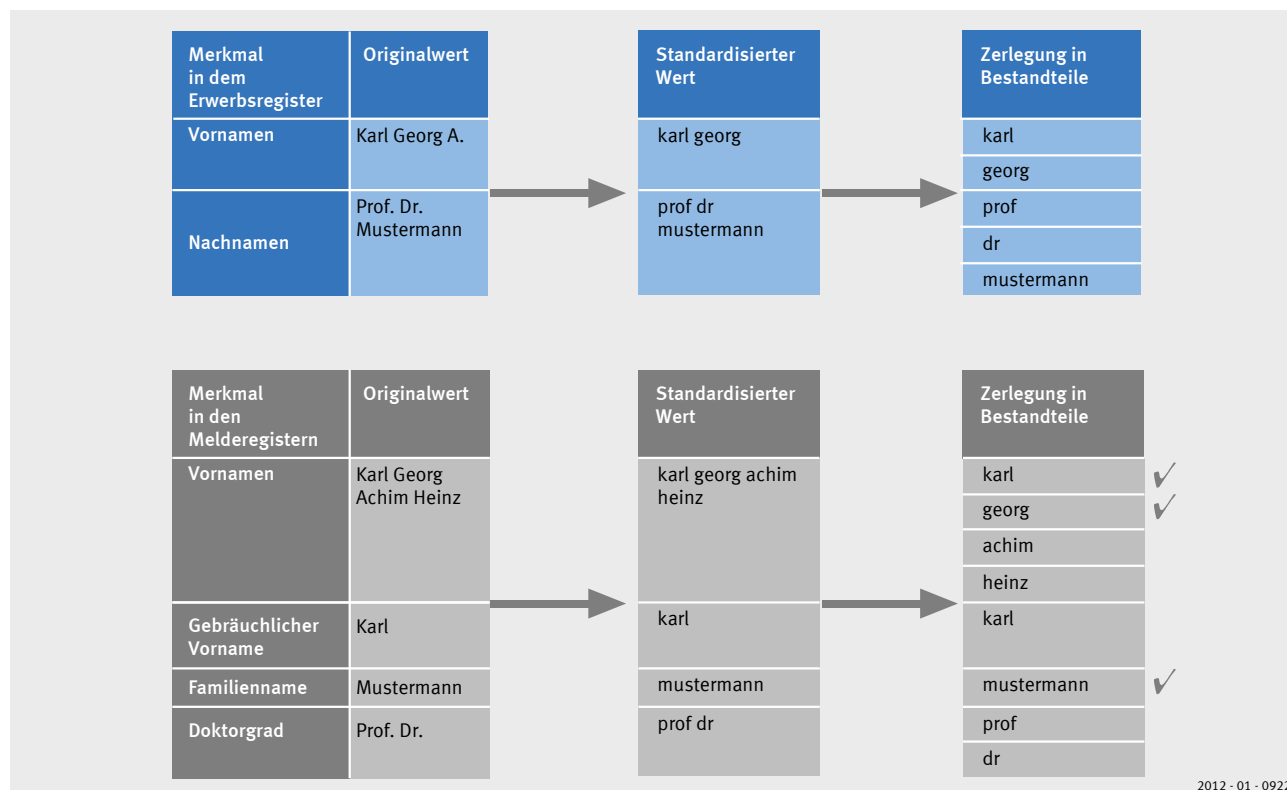 Merkmal
in dem
Erwerbsregister
Originalwert
Standardisierter
Wert
Zerlegung in
Bestandteile
Vornamen
Karl Georg A.
karl georg
karl
georg
Nachnamen
Prof. Dr.
Mustermann
prof dr
mustermann
prof
dr
mustermann
Merkmal
in den
Melderegistern
Originalwert
Standardisierter
Wert
Zerlegung in
Bestandteile
Vornamen
Karl Georg
Achim Heinz
karl georg achim
heinz
karl
georg
achim
heinz
Gebräuchlicher
Vorname
Karl
karl
karl
Familienname
Mustermann
mustermann
mustermann
Doktorgrad
Prof. Dr.
prof dr
prof
dr
2012 - 01 - 0922